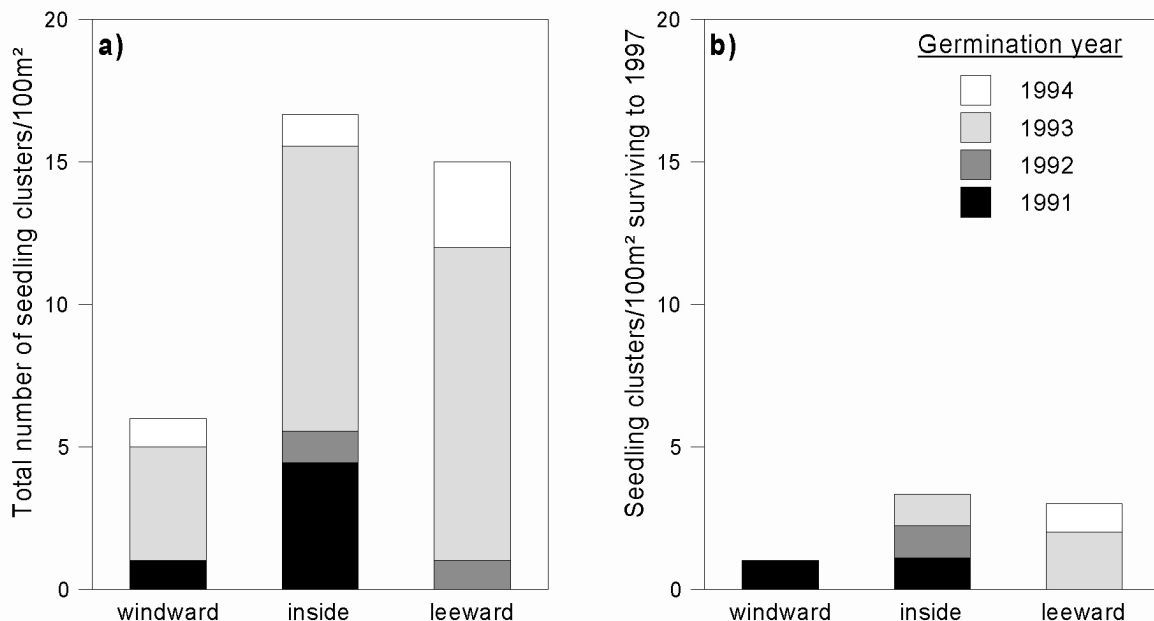 Total number of seedling clusters/100m²
20
15
10
5
0
a)
windward inside leeward
Seedling clusters/100m² surviving to 1997
20
15
10
5
0
b)
Germination year
1994
1993
1992
1991
windward inside leeward